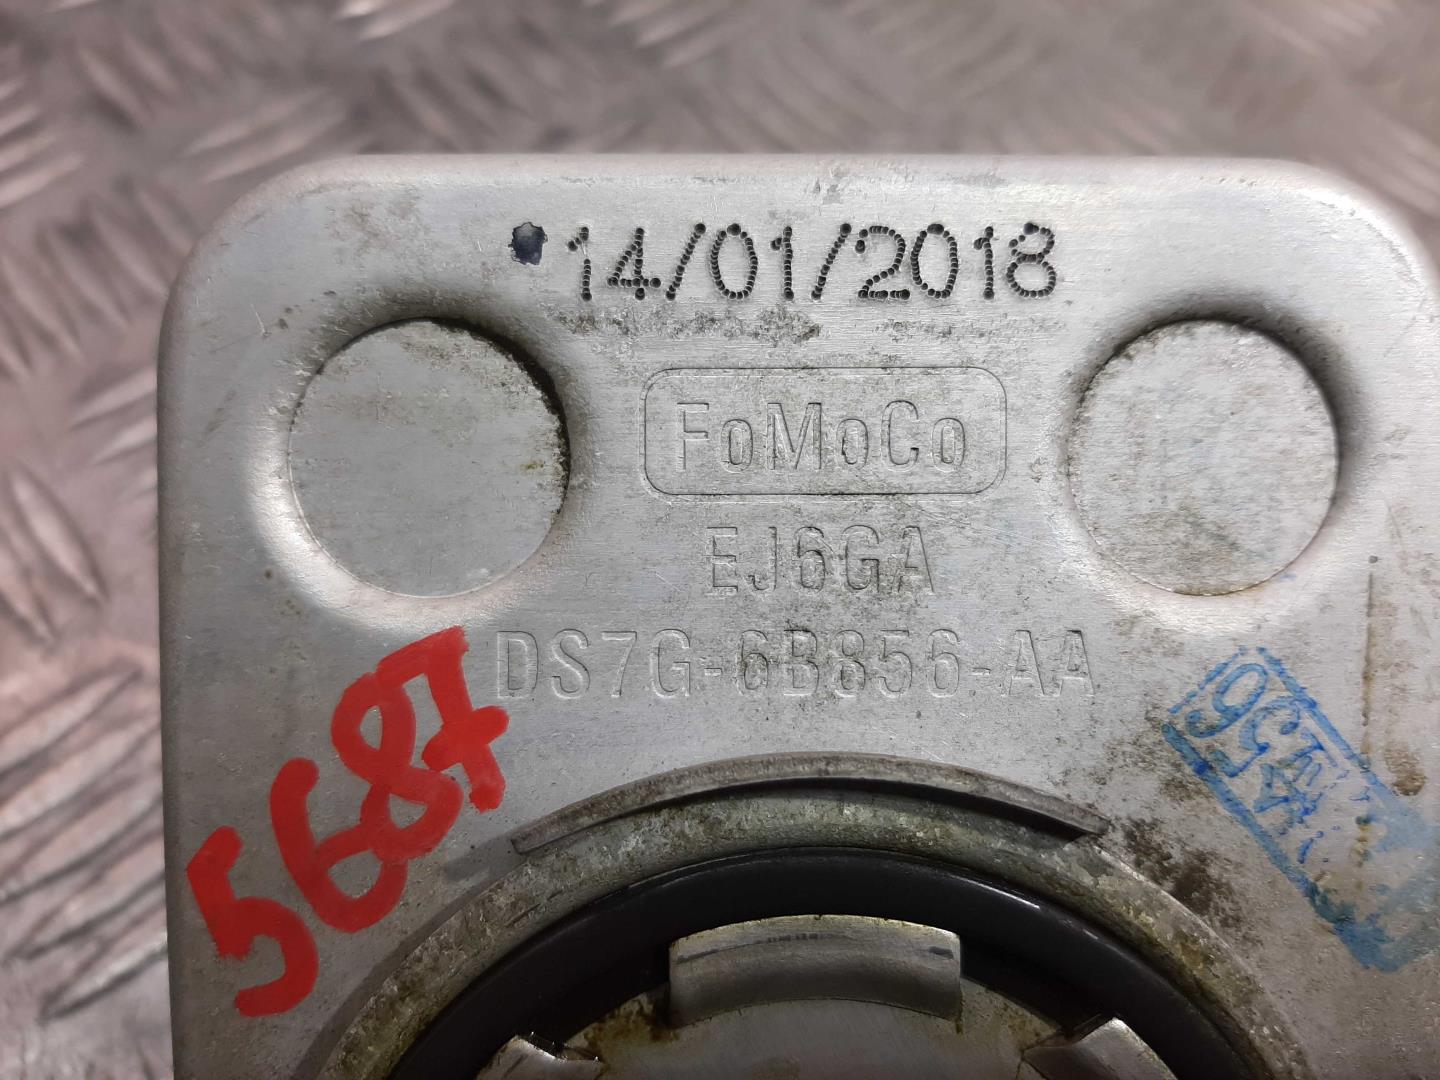 14/01/2018
FoMoCo
EJ6GA
DS7G-6B856-AA
5687